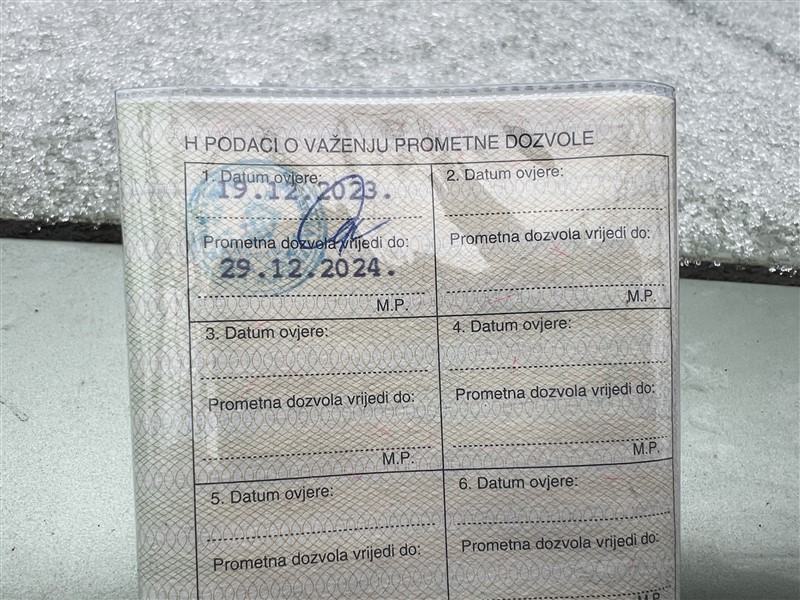 H PODACI O VAŽENJU PROMETNE DOZVOLE
1. Datum ovjere:
19.12.2023.
Prometna dozvola vrijedi do:
29.12.2024.
M.P.
2. Datum ovjere:
Prometna dozvola vrijedi do:
M.P.
3. Datum ovjere:
Prometna dozvola vrijedi do:
M.P.
4. Datum ovjere:
Prometna dozvola vrijedi do:
M.P.
5. Datum ovjere:
Prometna dozvola vrijedi do:
6. Datum ovjere:
Prometna dozvola vrijedi do:
M.P.